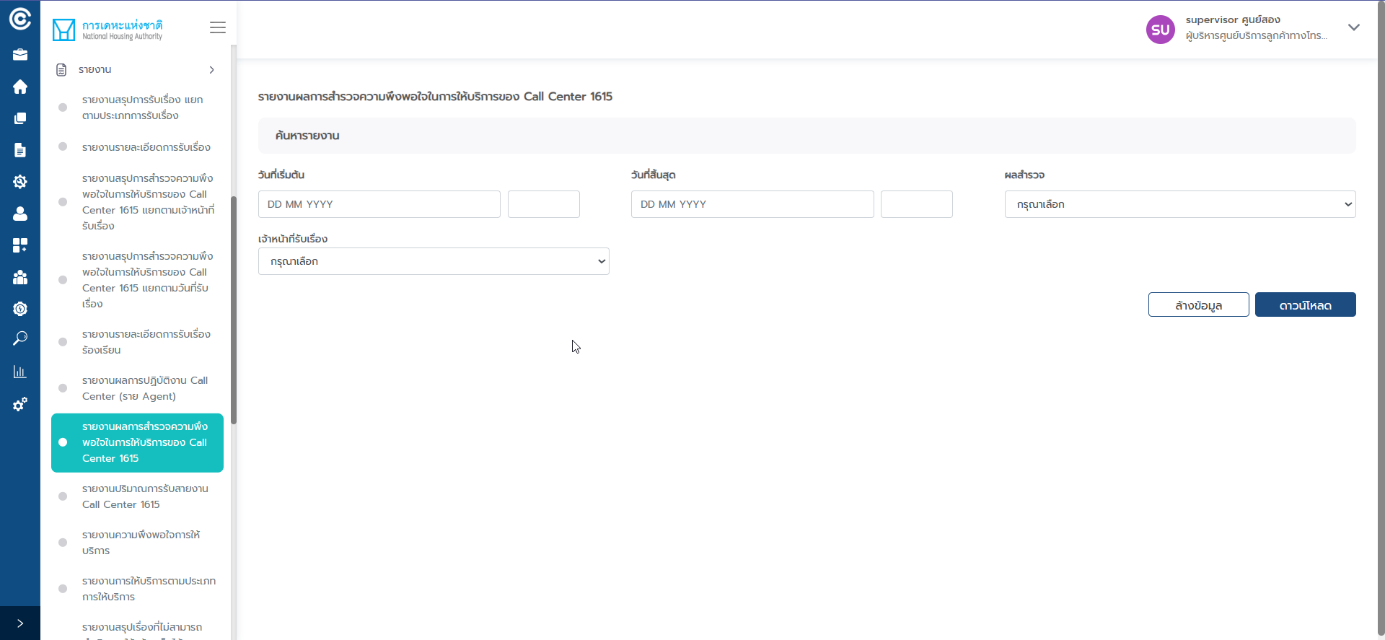 การเคหะแห่งชาติ
National Housing Authority
รายงาน
รายงานสรุปการรับเรื่อง แยก
ตามประเภทการรับเรื่อง
รายงานรายละเอียดการรับเรื่อง
รายงานสรุปการสำรวจความพึง
พอใจในการให้บริการของ Call
Center 1615 แยกตามเจ้าหน้าที่
รับเรื่อง
รายงานสรุปการสำรวจความพึง
พอใจในการให้บริการของ Call
Center 1615 แยกตามวันที่รับ
เรื่อง
รายงานรายละเอียดการรับเรื่อง
ร้องเรียน
รายงานผลการปฏิบัติงาน Call
Center (ราย Agent)
รายงานผลการสำรวจความพึง
พอใจในการให้บริการของ Call
Center 1615
รายงานปริมาณการรับสายงาน
Call Center 1615
รายงานความพึงพอใจการให้
บริการ
รายงานการให้บริการตามประเภท
การให้บริการ
รายงานสรุปเรื่องที่ไม่สามารถ
SU
supervisor ศูนย์สอง
ผู้บริหารศูนย์บริการลูกค้าทางโทร...
รายงานผลการสำรวจความพึงพอใจในการให้บริการของ Call Center 1615
ค้นหารายงาน
วันที่เริ่มต้น
วันที่สิ้นสุด
ผลสำรวจ
DD MM YYYY
DD MM YYYY
กรุณาเลือก
เจ้าหน้าที่รับเรื่อง
กรุณาเลือก
ล้างข้อมูล
ดาวน์โหลด